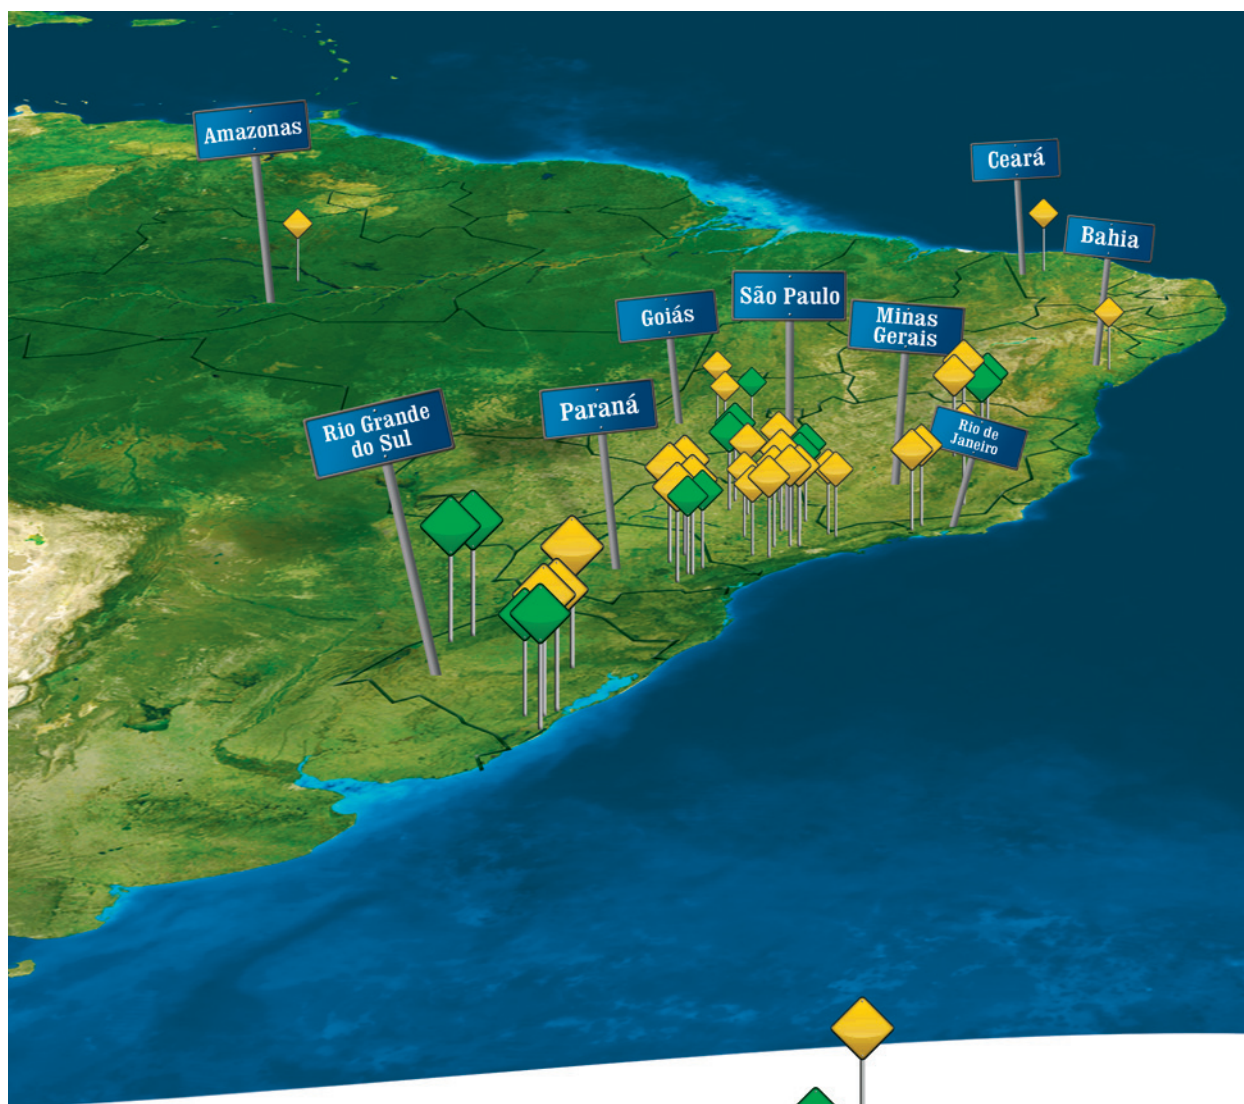 Amazonas
Ceará
Bahia
Goiás
São Paulo
Minas
Gerais
Rio Grande
do Sul
Paraná
Rio de
Janeiro